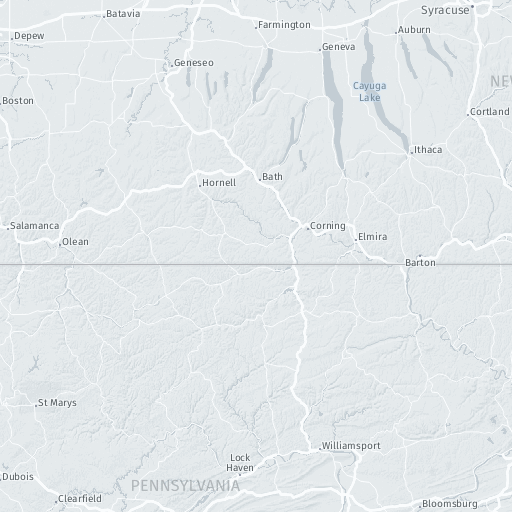 Syracuse
Batavia
Farmington
Auburn
Depew
Geneva
Geneseo
NEW
Cayuga
Lake
Boston
Cortland
Ithaca
Bath
Hornell
Salamanca
Corning
Elmira
Olean
Barton
St Marys
Williamsport
Lock
Haven
Dubois
PENNSYLVANIA
Clearfield
Bloomsburg